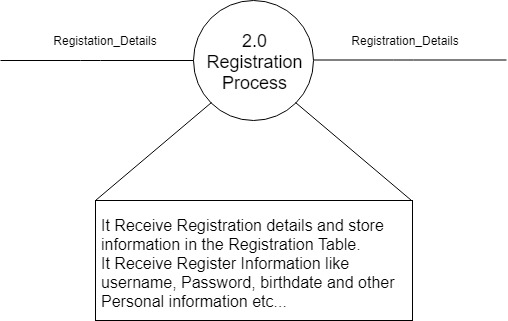 Registation_Details
2.0
Registration
Process
Registration_Details
It Receive Registration details and store
information in the Registration Table.
It Receive Register Information like
username, Password, birthdate and other
Personal information etc...